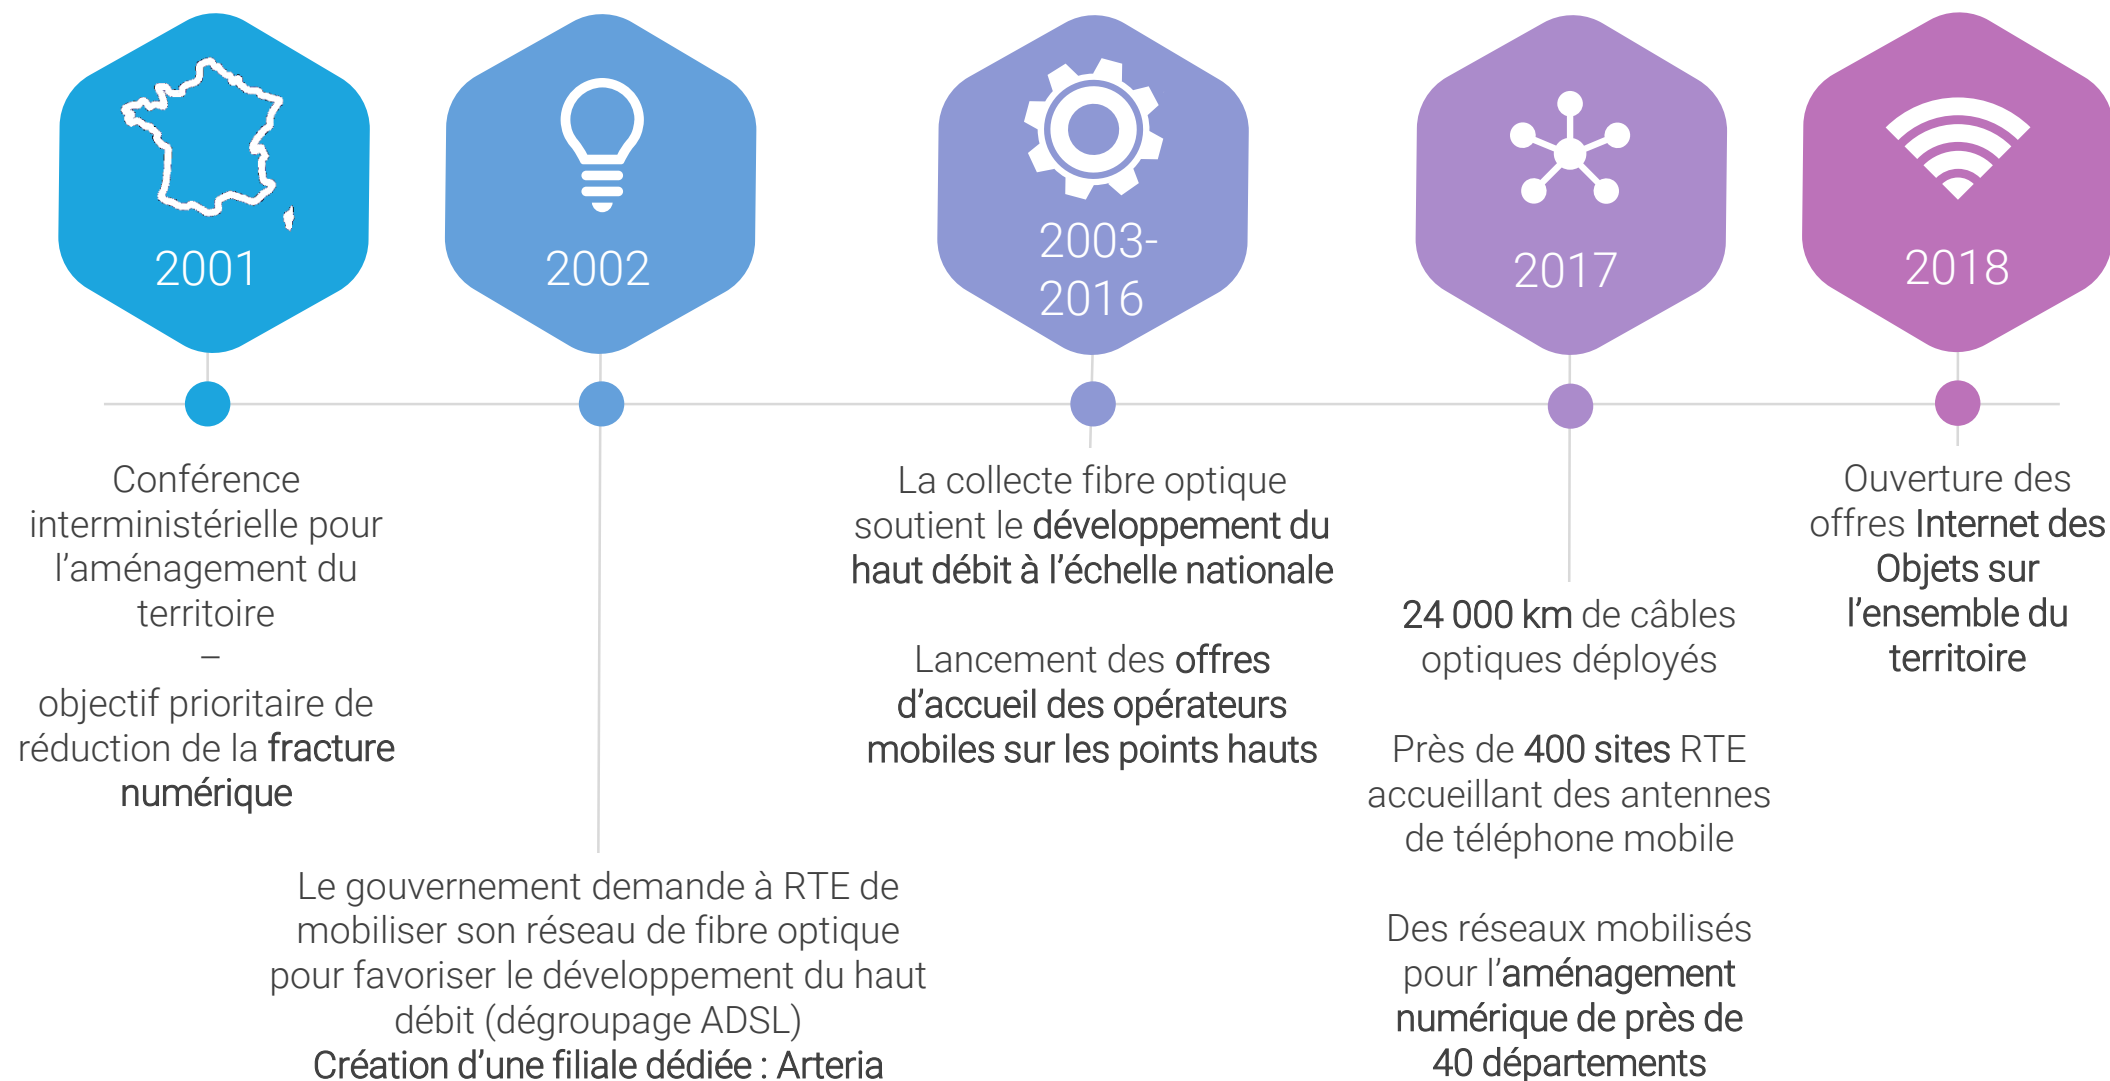 2001
Conférence
interministérielle pour
l’aménagement du
territoire
–
objectif prioritaire de
réduction de la fracture
numérique
2002
Le gouvernement demande à RTE de
mobiliser son réseau de fibre optique
pour favoriser le développement du haut
débit (dégroupage ADSL)
Création d’une filiale dédiée : Arteria
2003-
2016
La collecte fibre optique
soutient le développement du
haut débit à l’échelle nationale
Lancement des offres
d’accueil des opérateurs
mobiles sur les points hauts
2017
24 000 km de câbles
optiques déployés
Près de 400 sites RTE
accueillant des antennes
de téléphone mobile
Des réseaux mobilisés
pour l’aménagement
numérique de près de
40 départements
2018
Ouverture des
offres Internet des
Objets sur
l’ensemble du
territoire